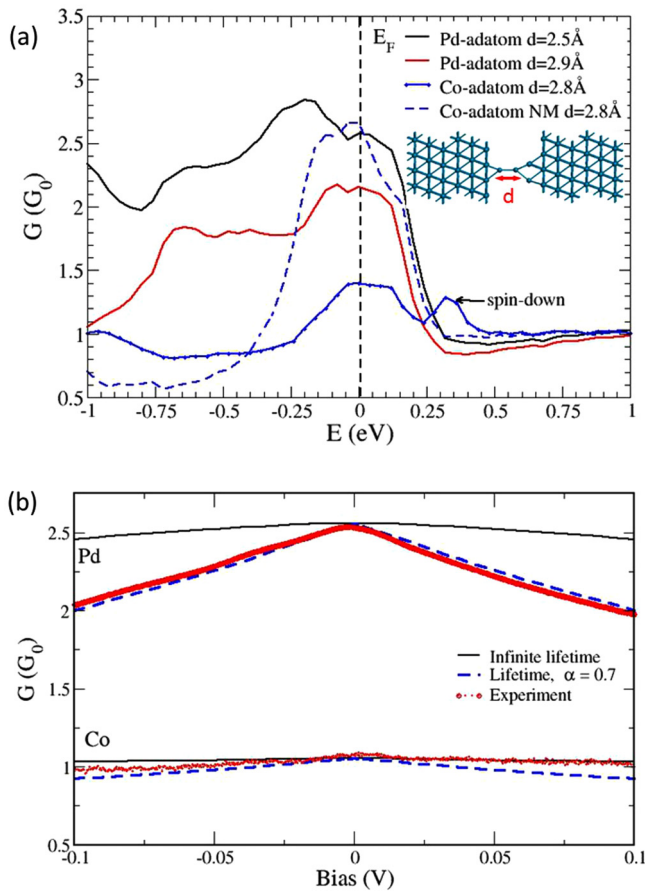 (a)
3.5
3
2.5
2
1.5
1
0.5
G (G₀)
E_F
Pd-adatom d=2.5Å
Pd-adatom d=2.9Å
Co-adatom d=2.8Å
Co-adatom NM d=2.8Å
d
spin-down
-1 -0.75 -0.5 -0.25 0 0.25 0.5 0.75 1
E (eV)
(b)
2.5
2
1.5
1
0.5
G (G₀)
Pd
Infinite lifetime
Lifetime, α = 0.7
Experiment
Co
-0.1 -0.05 0 0.05 0.1
Bias (V)